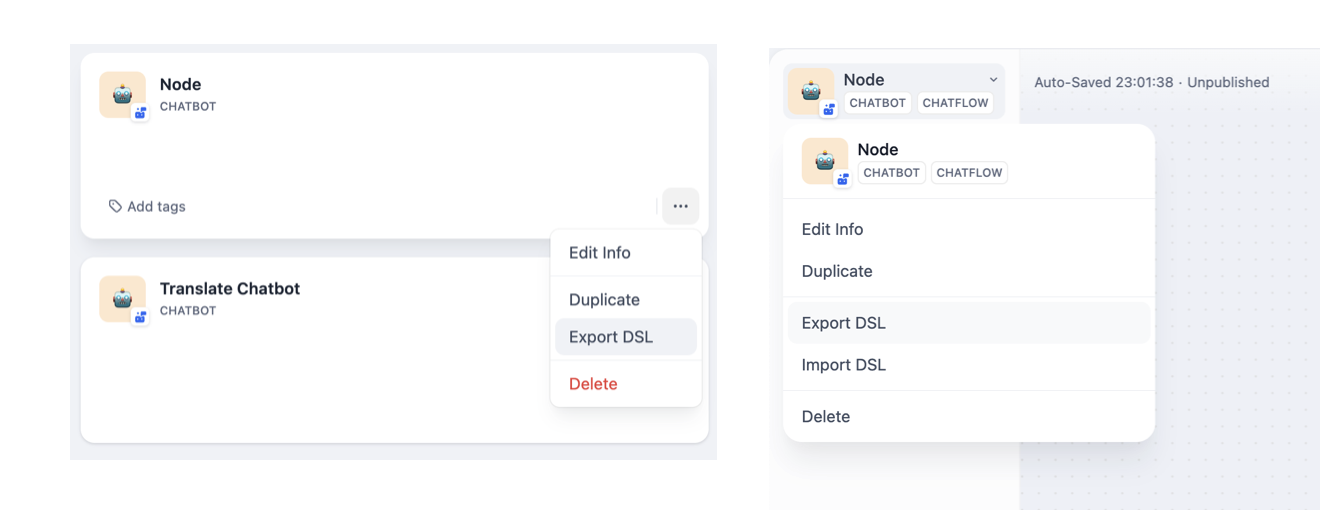 Node
CHATBOT
Add tags
Edit Info
Duplicate
Export DSL
Delete
Translate Chatbot
CHATBOT
Node
CHATBOT CHATFLOW
Auto-Saved 23:01:38 · Unpublished
Node
CHATBOT CHATFLOW
Edit Info
Duplicate
Export DSL
Import DSL
Delete